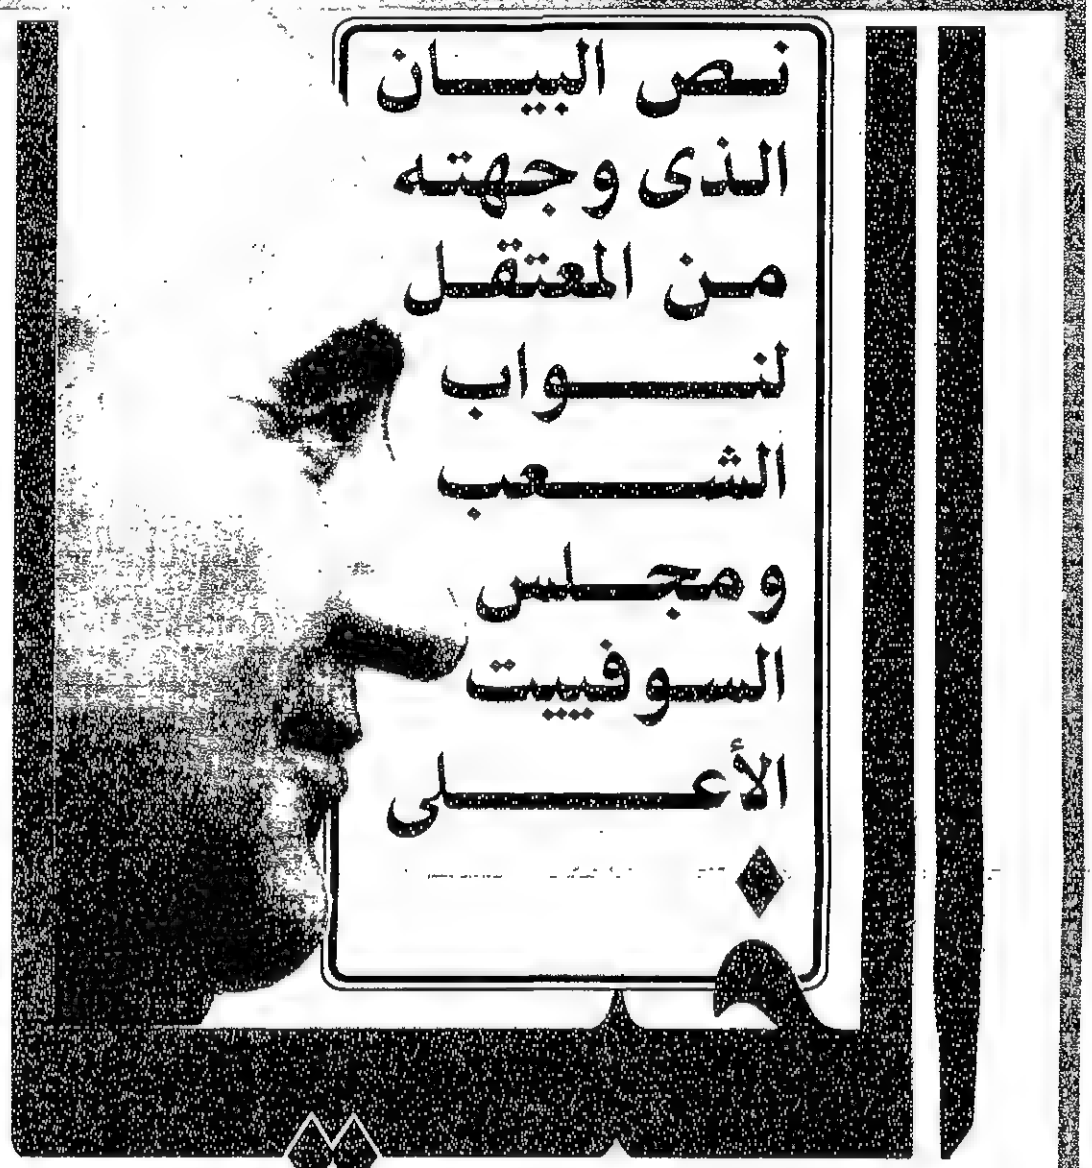 نص البيان
الذى وجهته
من المعتقل
لنواب
الشعب
ومجلس
السوفييت
الأعلى